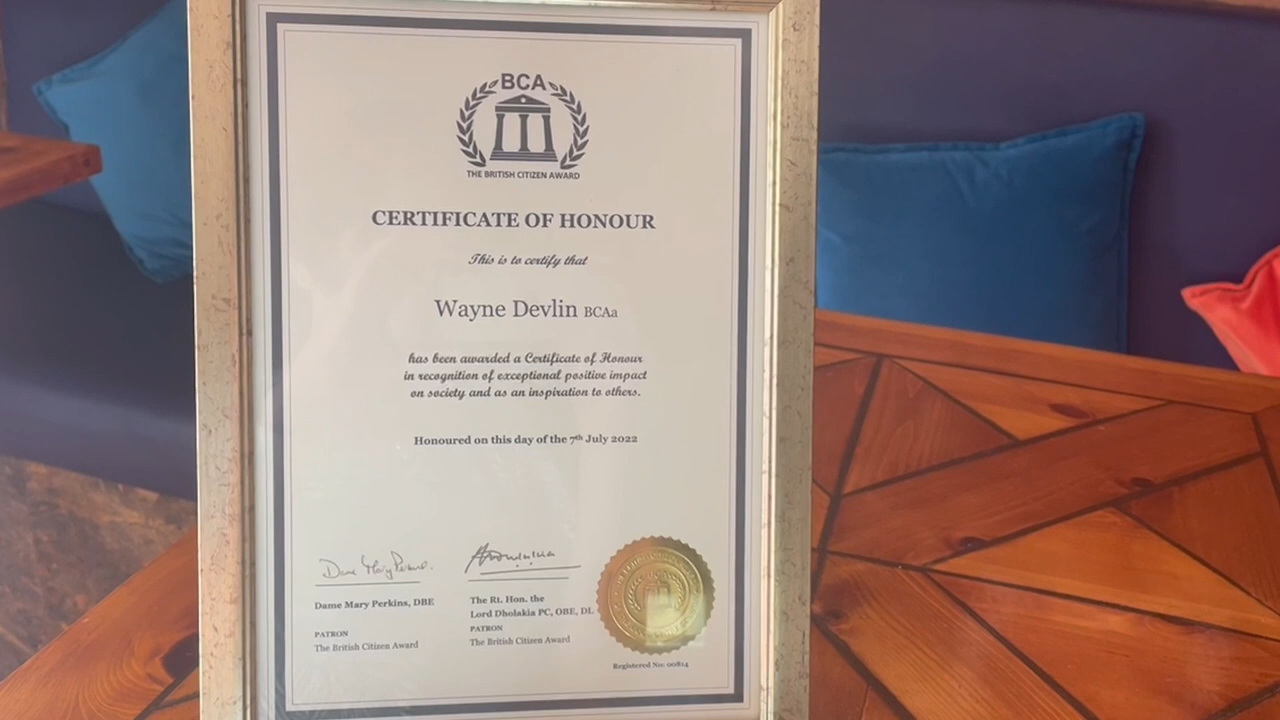 BCA
THE BRITISH CITIZEN AWARD
CERTIFICATE OF HONOUR
This is to certify that
Wayne Devlin BCAa
has been awarded a Certificate of Honour
in recognition of exceptional positive impact
on society and as an inspiration to others.
Honoured on this day of the 7th July 2022
Dame Mary Perkins, DBE
PATRON
The British Citizen Award
The Rt. Hon. the
Lord Dholakia PC, OBE, DL
PATRON
The British Citizen Award
Registered No: 00814